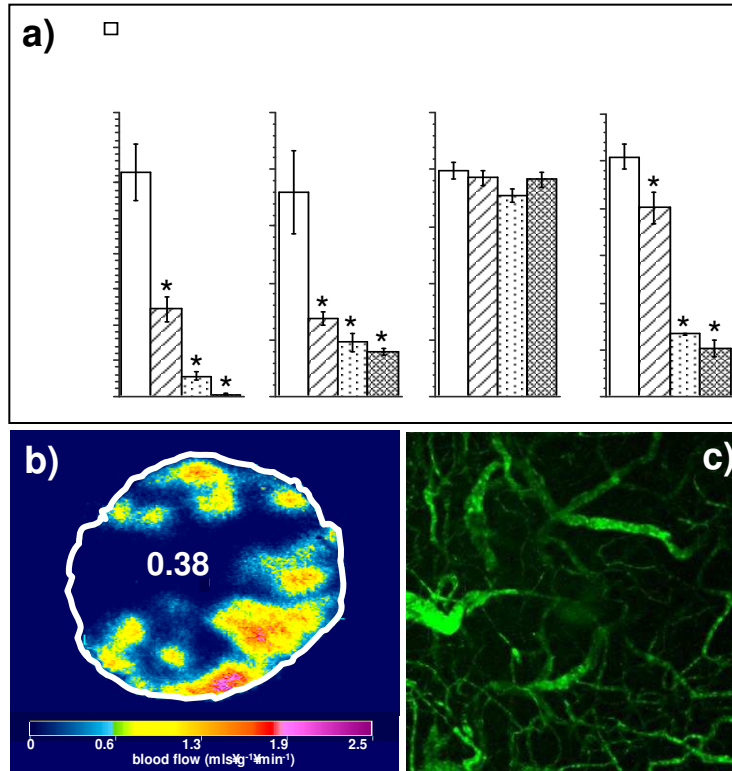 a)
*
*
*
*
*
*
*
*
*
b)
c)
0.38
0 0.6 1.3 1.9 2.5
blood flow (mls¥g⁻¹¥min⁻¹)